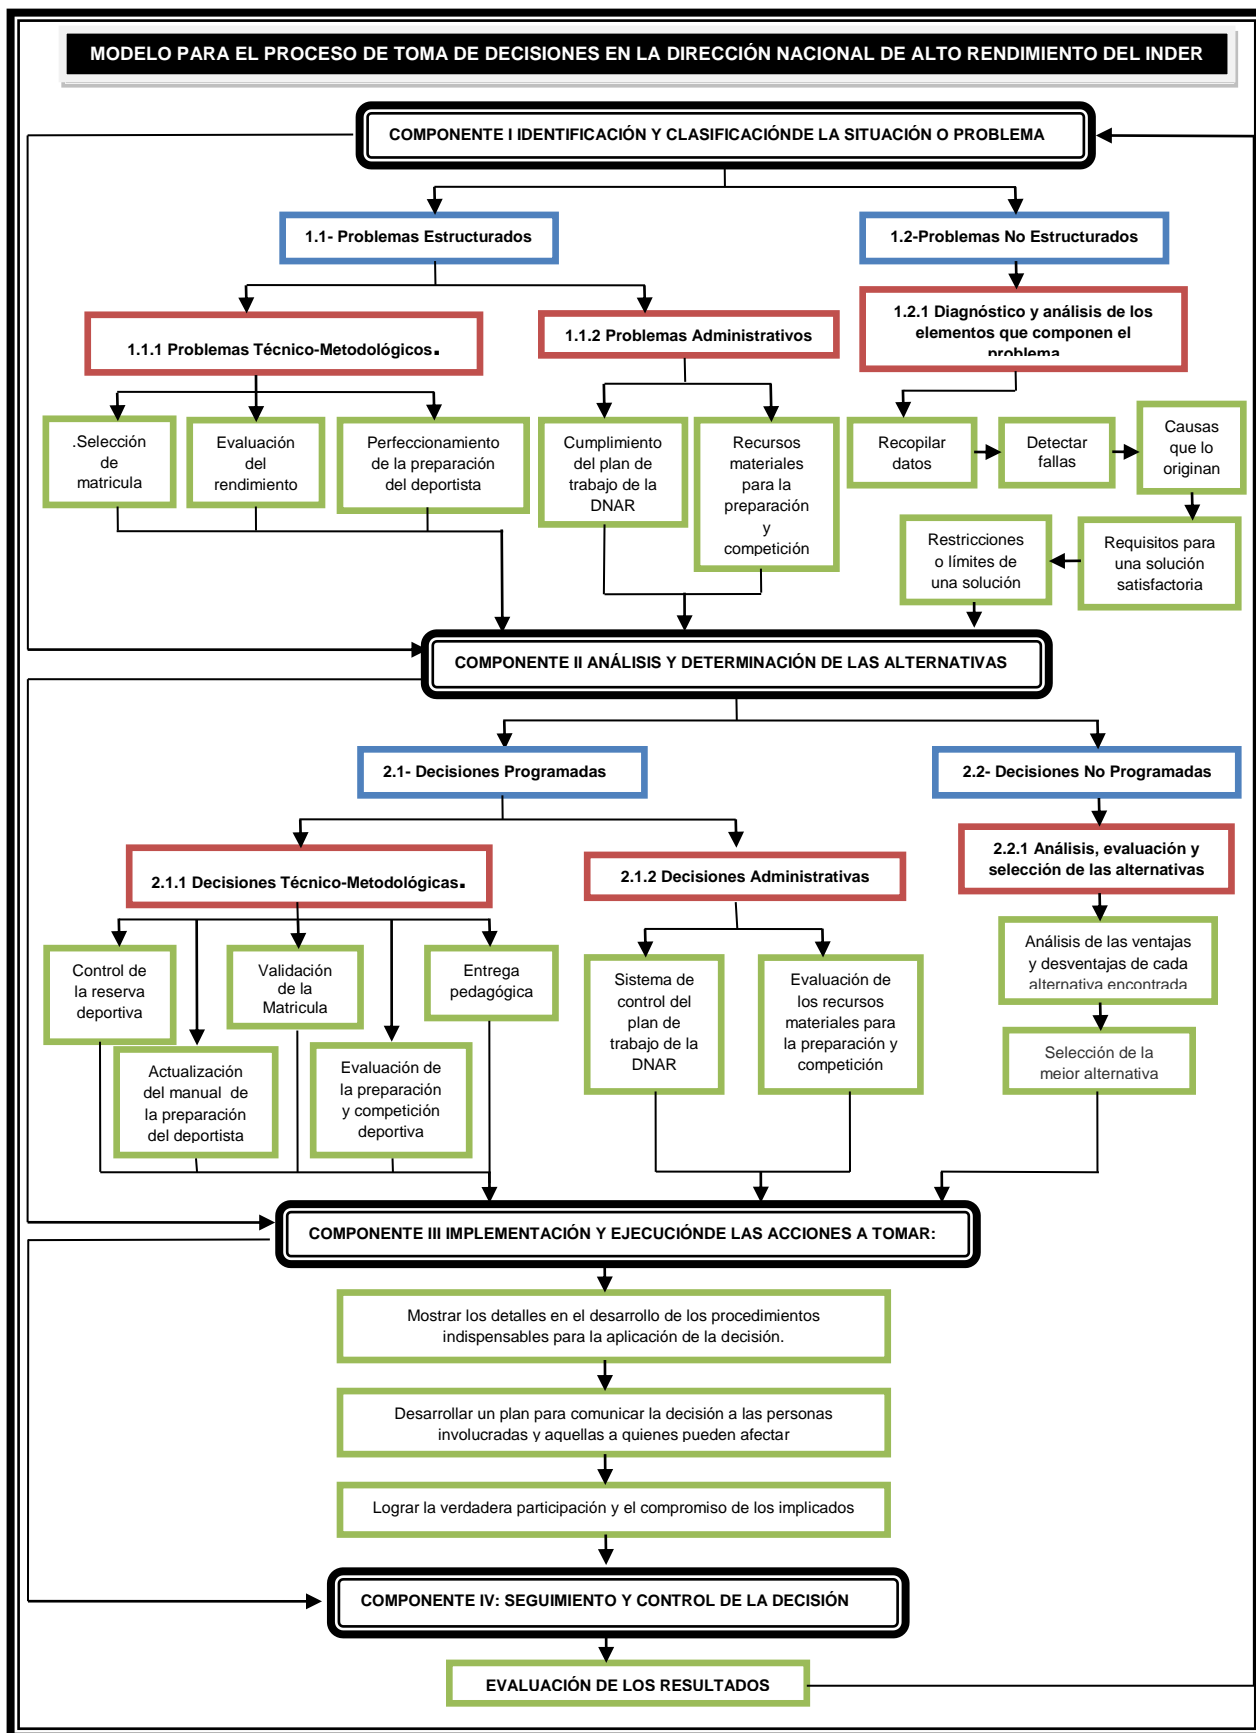 MODELO PARA EL PROCESO DE TOMA DE DECISIONES EN LA DIRECCIÓN NACIONAL DE ALTO RENDIMIENTO DEL INDER
COMPONENTE I IDENTIFICACIÓN Y CLASIFICACIÓNDE LA SITUACIÓN O PROBLEMA
1.1- Problemas Estructurados
1.2-Problemas No Estructurados
1.1.1 Problemas Técnico-Metodológicos.
1.1.2 Problemas Administrativos
1.2.1 Diagnóstico y análisis de los
elementos que componen el
problema
.Selección
de
matricula
Evaluación
del
rendimiento
Perfeccionamiento
de la preparación
del deportista
Cumplimiento
del plan de
trabajo de la
DNAR
Recursos
materiales
para la
preparación
y
competición
Recopilar
datos
Detectar
fallas
Causas
que lo
originan
Restricciones
o límites de
una solución
Requisitos para
una solución
satisfactoria
COMPONENTE II ANÁLISIS Y DETERMINACIÓN DE LAS ALTERNATIVAS
2.1- Decisiones Programadas
2.2- Decisiones No Programadas
2.1.1 Decisiones Técnico-Metodológicas.
2.1.2 Decisiones Administrativas
2.2.1 Análisis, evaluación y
selección de las alternativas
Control de
la reserva
deportiva
Validación
de la
Matricula
Entrega
pedagógica
Actualización
del manual de
la preparación
del deportista
Evaluación de
la preparación
y competición
deportiva
Sistema de
control del
plan de
trabajo de la
DNAR
Evaluación de
los recursos
materiales para
la preparación y
competición
Análisis de las ventajas
y desventajas de cada
alternativa encontrada
Selección de la
mejor alternativa
COMPONENTE III IMPLEMENTACIÓN Y EJECUCIÓNDE LAS ACCIONES A TOMAR:
Mostrar los detalles en el desarrollo de los procedimientos
indispensables para la aplicación de la decisión.
Desarrollar un plan para comunicar la decisión a las personas
involucradas y aquellas a quienes pueden afectar
Lograr la verdadera participación y el compromiso de los implicados
COMPONENTE IV: SEGUIMIENTO Y CONTROL DE LA DECISIÓN
EVALUACIÓN DE LOS RESULTADOS